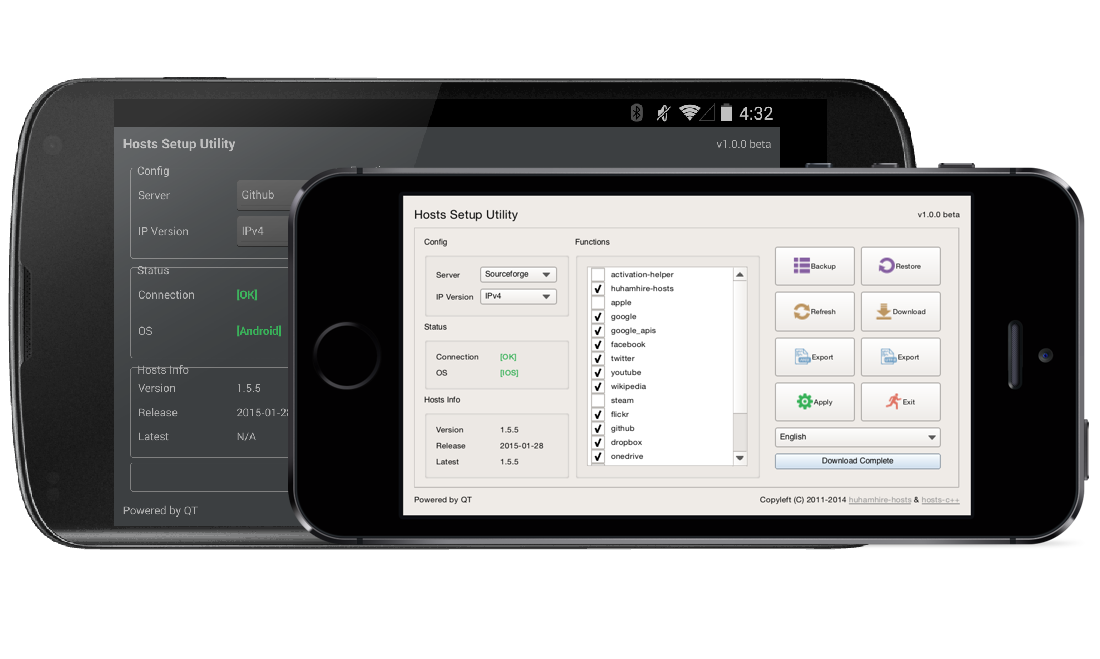 4:32
Hosts Setup Utility
v1.0.0 beta
Config
Server
Github
IP Version
IPv4
Status
Connection
[OK]
OS
[Android]
Hosts Info
Version
1.5.5
Release
Latest
N/A
Powered by QT
Hosts Setup Utility
v1.0.0 beta
Config
Server
Sourceforge
IP Version
IPv4
Status
Connection
[OK]
OS
[IOS]
Hosts Info
Version
1.5.5
Release
2015-01-28
Latest
1.5.5
Functions
activation-helper
huhamhire-hosts
apple
google
google_apis
facebook
twitter
youtube
wikipedia
steam
flickr
github
dropbox
onedrive
Backup
Restore
Refresh
Download
Export
Export
Apply
Exit
English
Download Complete
Powered by QT
Copyleft (C) 2011-2014 huhamhire-hosts & hosts-c++